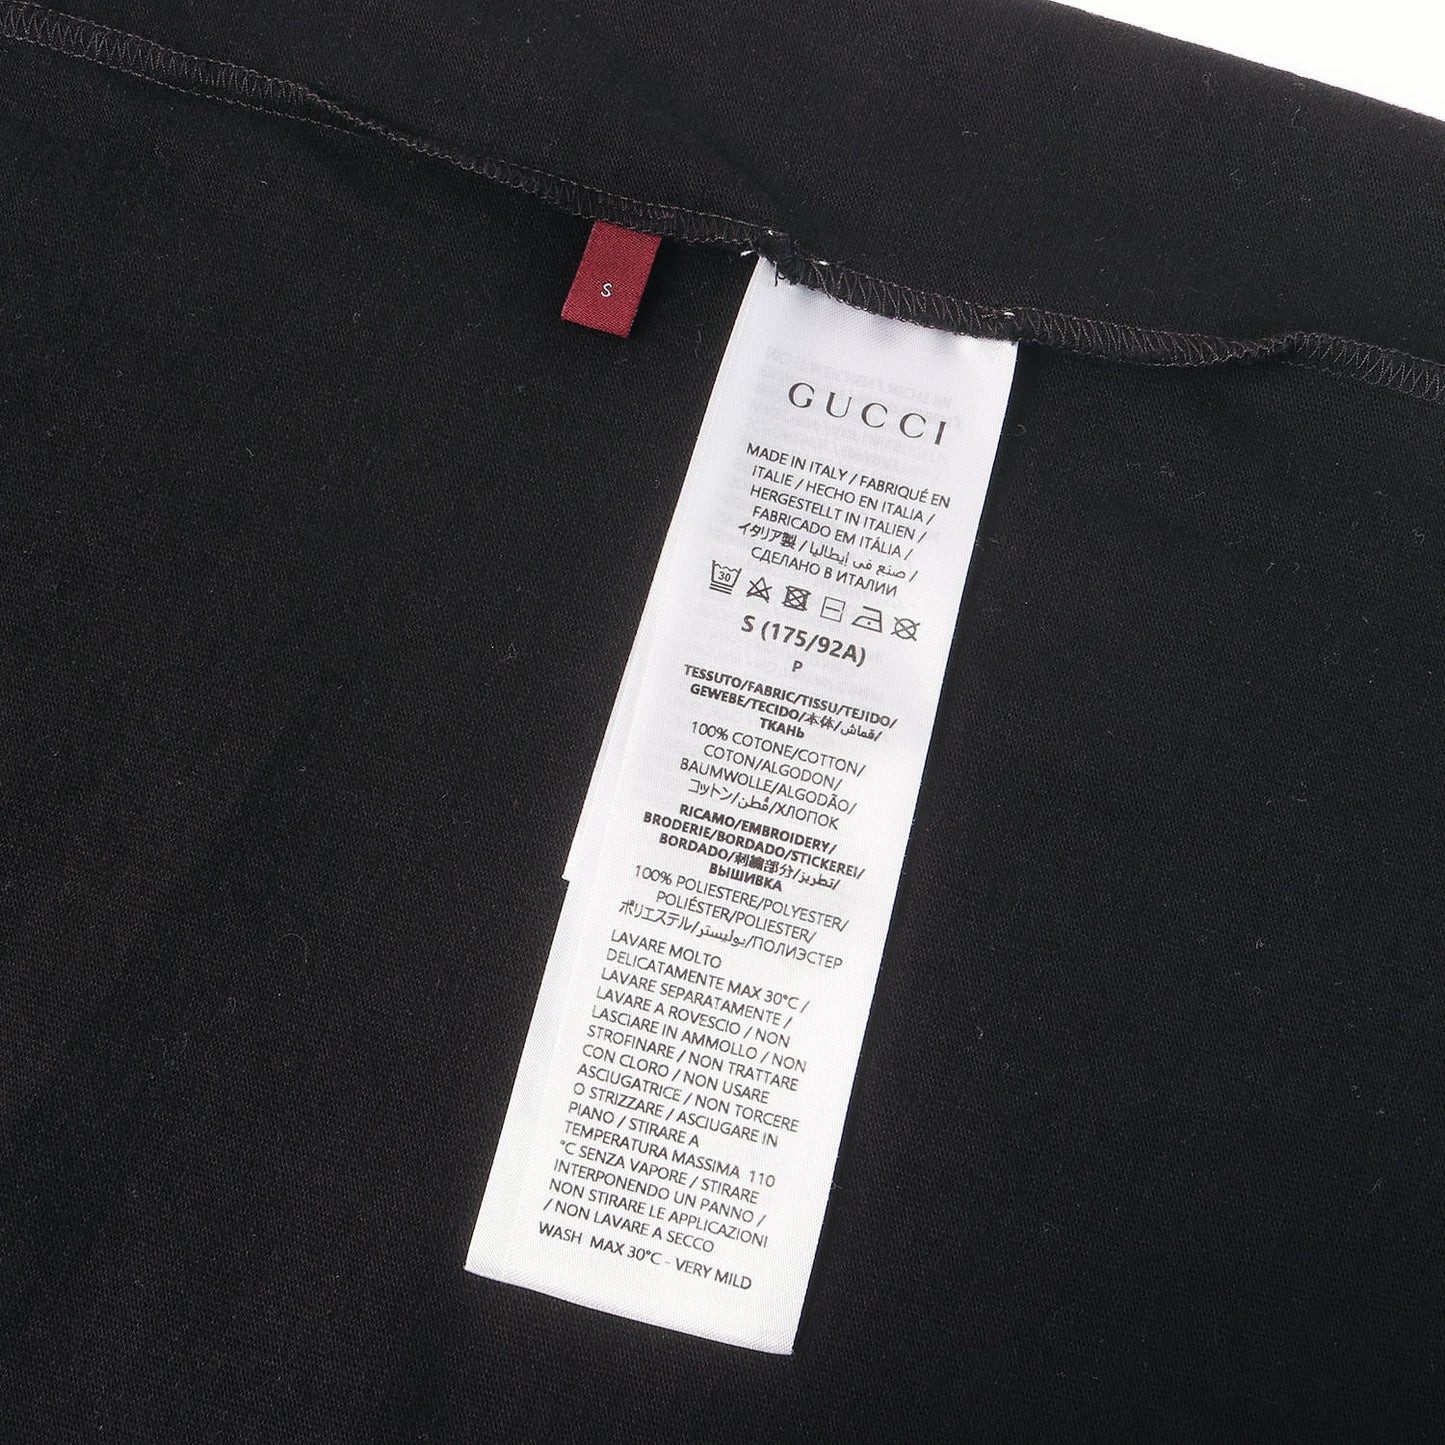 S
GUCCI
MADE IN ITALY / FABRIQUÉ EN
ITALIE / HECHO EN ITALIA /
HERGESTELLT IN ITALIEN /
FABRICADO EM ITÁLIA /
イタリア製 / صنع في إيطاليا /
СДЕЛАНО В ИТАЛИИ
30
S (175/92A)
P
TESSUTO/FABRIC/TISSU/TEJIDO/
GEWEBE/TECIDO/本体/قماش/
ТКАНЬ
100% COTONE/COTTON/
COTON/ALGODON/
BAUMWOLLE/ALGODÃO/
コットン/قُطن/ХЛОПОК
RICAMO/EMBROIDERY/
BRODERIE/BORDADO/STICKEREI/
BORDADO/刺繍部分/تطريز/
ВЫШИВКА
100% POLIESTERE/POLYESTER/
POLIÉSTER/POLIESTER/
ポリエステル/بوليستر/ПОЛИЭСТЕР
LAVARE MOLTO
DELICATAMENTE MAX 30°C /
LAVARE SEPARATAMENTE /
LAVARE A ROVESCIO / NON
LASCIARE IN AMMOLLO / NON
STROFINARE / NON TRATTARE
CON CLORO / NON USARE
ASCIUGATRICE / NON TORCERE
O STRIZZARE / ASCIUGARE IN
PIANO / STIRARE A
TEMPERATURA MASSIMA 110
°C SENZA VAPORE / STIRARE
INTERPONENDO UN PANNO /
NON STIRARE LE APPLICAZIONI
/ NON LAVARE A SECCO
WASH MAX 30°C - VERY MILD